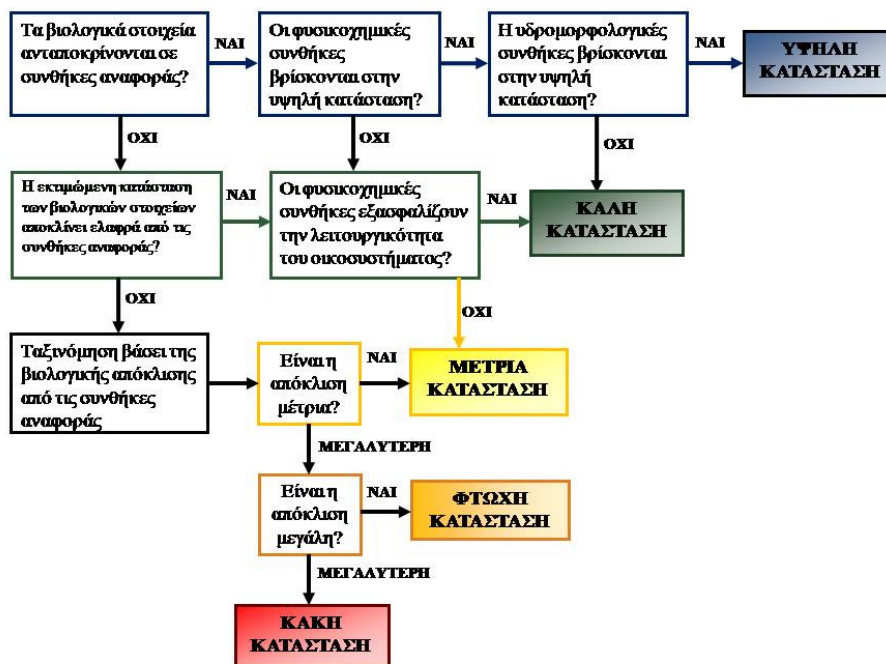 Τα βιολογικά στοιχεία
ανταποκρίνονται σε
συνθήκες αναφοράς?
ΝΑΙ
Οι φυσικοχημικές
συνθήκες
βρίσκονται στην
υψηλή κατάσταση?
ΝΑΙ
Η υδρομορφολογικές
συνθήκες βρίσκονται
στην υψηλή
κατάσταση?
ΝΑΙ
ΥΨΗΛΗ
ΚΑΤΑΣΤΑΣΗ
ΟΧΙ
ΟΧΙ
ΟΧΙ
Η εκτιμώμενη κατάσταση
των βιολογικών στοιχείων
αποκλίνει ελαφρά από τις
συνθήκες αναφοράς?
ΝΑΙ
Οι φυσικοχημικές
συνθήκες εξασφαλίζουν
την λειτουργικότητα
του οικοσυστήματος?
ΝΑΙ
ΚΑΛΗ
ΚΑΤΑΣΤΑΣΗ
ΟΧΙ
ΟΧΙ
Ταξινόμηση βάσει της
βιολογικής απόκλισης
από τις συνθήκες
αναφοράς
Είναι η
απόκλιση
μέτρια?
ΝΑΙ
ΜΕΤΡΙΑ
ΚΑΤΑΣΤΑΣΗ
ΜΕΓΑΛΥΤΕΡΗ
Είναι η
απόκλιση
μεγάλη?
ΝΑΙ
ΦΤΩΧΗ
ΚΑΤΑΣΤΑΣΗ
ΜΕΓΑΛΥΤΕΡΗ
ΚΑΚΗ
ΚΑΤΑΣΤΑΣΗ